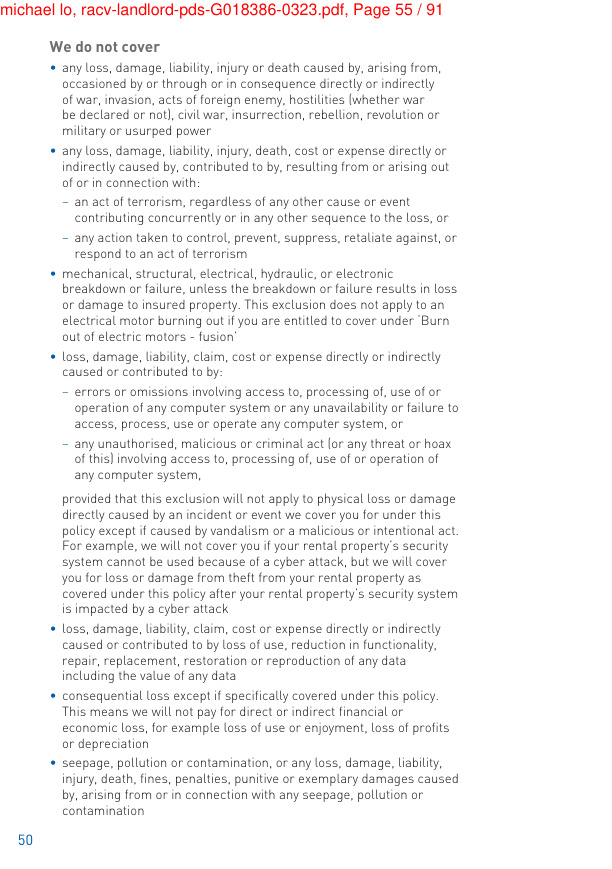 michael lo, racv-landlord-pds-G018386-0323.pdf, Page 55 / 91
We do not cover
• any loss, damage, liability, injury or death caused by, arising from,
occasioned by or through or in consequence directly or indirectly
of war, invasion, acts of foreign enemy, hostilities (whether war
be declared or not), civil war, insurrection, rebellion, revolution or
military or usurped power
• any loss, damage, liability, injury, death, cost or expense directly or
indirectly caused by, contributed to by, resulting from or arising out
of or in connection with:
– an act of terrorism, regardless of any other cause or event
contributing concurrently or in any other sequence to the loss, or
– any action taken to control, prevent, suppress, retaliate against, or
respond to an act of terrorism
• mechanical, structural, electrical, hydraulic, or electronic
breakdown or failure, unless the breakdown or failure results in loss
or damage to insured property. This exclusion does not apply to an
electrical motor burning out if you are entitled to cover under ‘Burn
out of electric motors - fusion’
• loss, damage, liability, claim, cost or expense directly or indirectly
caused or contributed to by:
– errors or omissions involving access to, processing of, use of or
operation of any computer system or any unavailability or failure to
access, process, use or operate any computer system, or
– any unauthorised, malicious or criminal act (or any threat or hoax
of this) involving access to, processing of, use of or operation of
any computer system,
provided that this exclusion will not apply to physical loss or damage
directly caused by an incident or event we cover you for under this
policy except if caused by vandalism or a malicious or intentional act.
For example, we will not cover you if your rental property’s security
system cannot be used because of a cyber attack, but we will cover
you for loss or damage from theft from your rental property as
covered under this policy after your rental property’s security system
is impacted by a cyber attack
• loss, damage, liability, claim, cost or expense directly or indirectly
caused or contributed to by loss of use, reduction in functionality,
repair, replacement, restoration or reproduction of any data
including the value of any data
• consequential loss except if specifically covered under this policy.
This means we will not pay for direct or indirect financial or
economic loss, for example loss of use or enjoyment, loss of profits
or depreciation
• seepage, pollution or contamination, or any loss, damage, liability,
injury, death, fines, penalties, punitive or exemplary damages caused
by, arising from or in connection with any seepage, pollution or
contamination
50